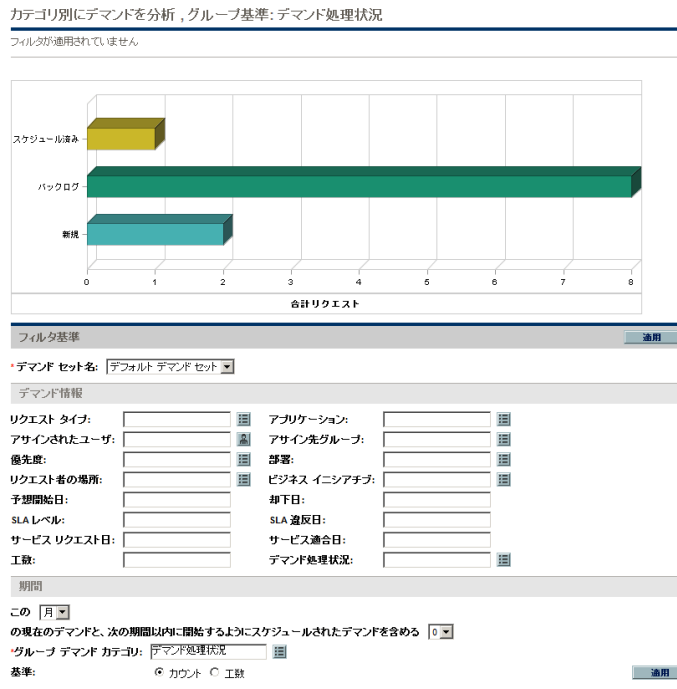 カテゴリ別にデマンドを分析 , グループ基準: デマンド処理状況
フィルタが適用されていません
スケジュール済み
バックログ
新規
0 1 2 3 4 5 6 7 8
合計リクエスト
フィルタ基準 適用
*デマンド セット名: デフォルト デマンド セット
デマンド情報
リクエスト タイプ: アプリケーション:
アサインされたユーザ: アサイン先グループ:
優先度: 部署:
リクエスト者の場所: ビジネス イニシアチブ:
予想開始日: 却下日:
SLA レベル: SLA 違反日:
サービス リクエスト日: サービス適合日:
工数: デマンド処理状況:
期間
この 月
の現在のデマンドと、次の期間以内に開始するようにスケジュールされたデマンドを含める 0
*グループ デマンド カテゴリ: デマンド処理状況
基準: カウント 工数 適用